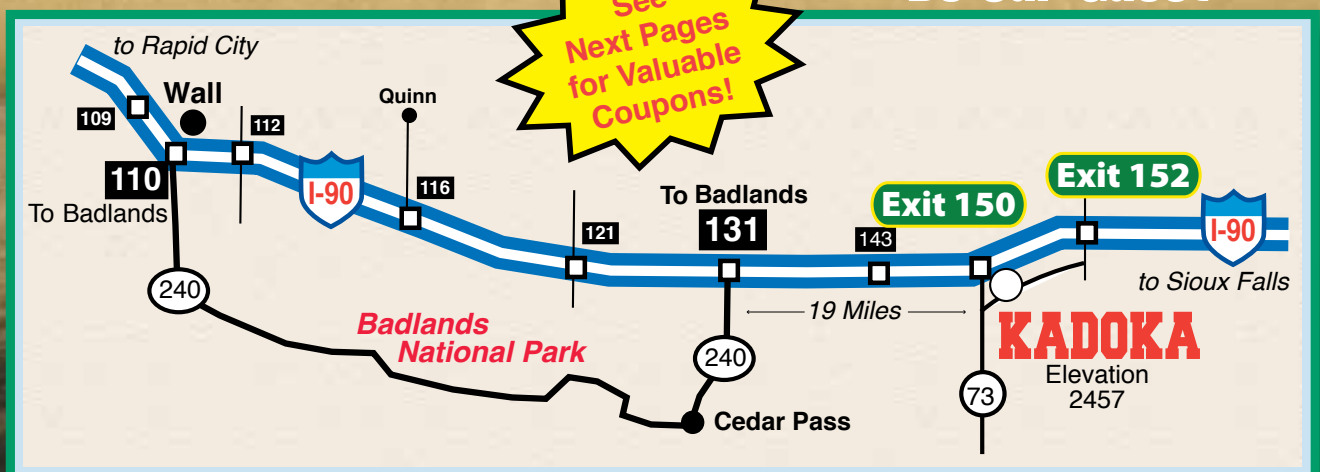 See
Next Pages
for Valuable
Coupons!
to Rapid City
Wall
109
112
Quinn
110
To Badlands
I-90
116
121
To Badlands
131
143
Exit 150
Exit 152
I-90
to Sioux Falls
19 Miles
240
Badlands
National Park
240
Cedar Pass
KADOKA
Elevation
2457
73